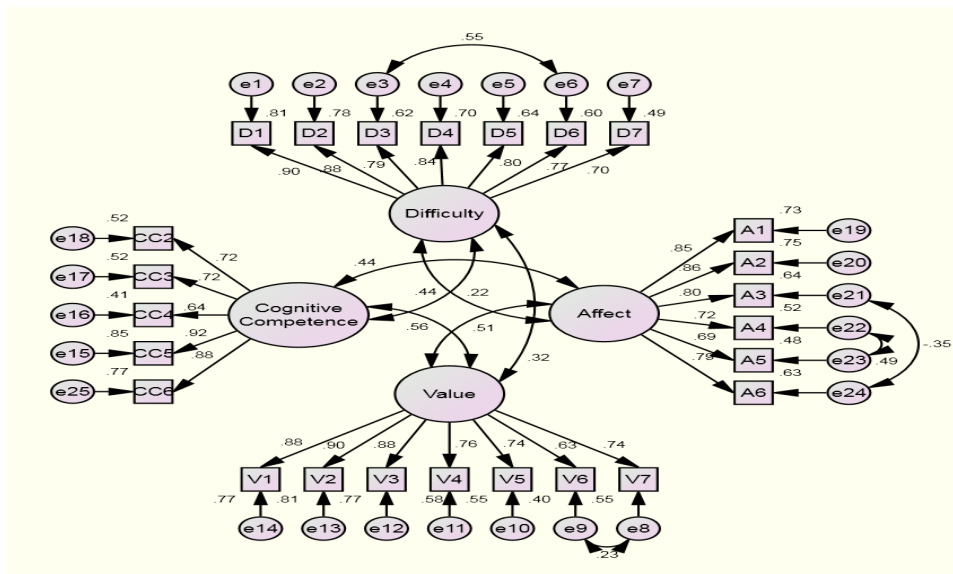 .55
e1 e2 e3 e4 e5 e6 e7
.81 .78 .62 .70 .64 .60 .49
D1 D2 D3 D4 D5 D6 D7
.90 .88 .79 .84 .80 .77 .70
Difficulty
.52 .73
e18 CC2 A1 e19
.72 .85 .75
.52 .44 .86 A2 e20
e17 CC3 .72 .64
.44 .22 .80 A3 e21
.41 .64 .52
e16 CC4 Cognitive Affect .72 A4 e22
Competence
.85 .92 .56 .51 .69 .48
e15 CC5 .88 .32 A5 e23 .49 -.35
.77 .79 .63
e25 CC6 Value A6 e24
.88 .90 .88 .76 .74 .63 .74
V1 V2 V3 V4 V5 V6 V7
.77 .81 .77 .58 .55 .40 .55
e14 e13 e12 e11 e10 e9 e8
.23